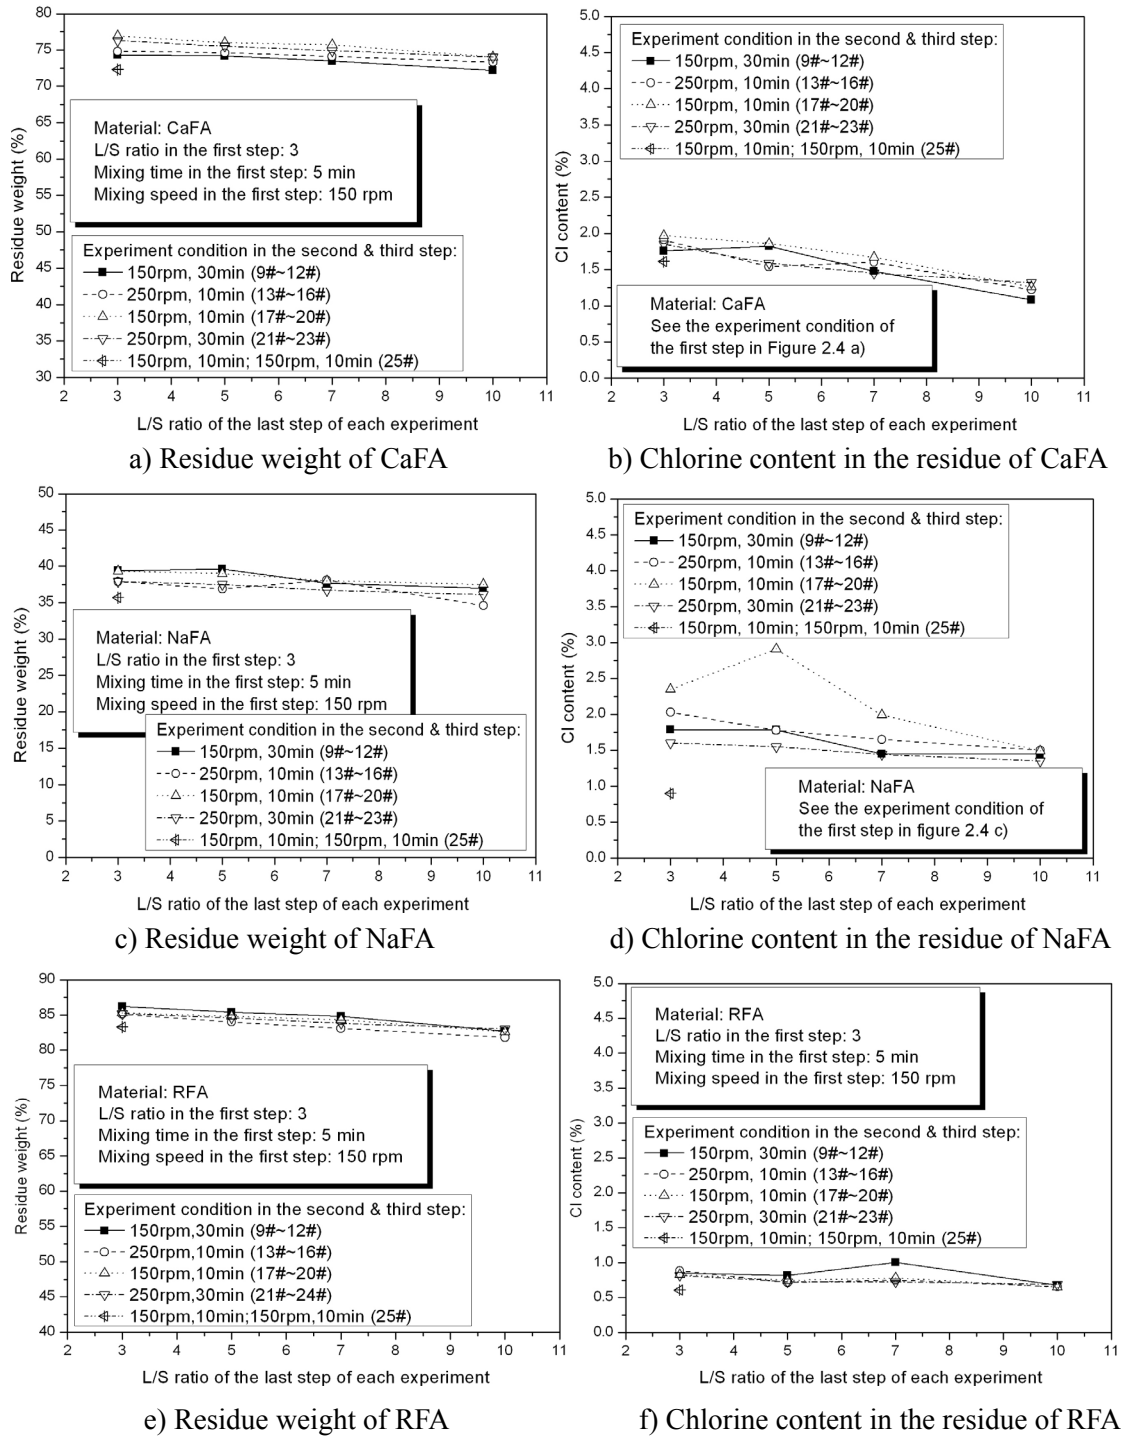 80
75
70
65
60
55
50
45
40
35
30
Residue weight (%)
Material: CaFA
L/S ratio in the first step: 3
Mixing time in the first step: 5 min
Mixing speed in the first step: 150 rpm
Experiment condition in the second & third step:
150rpm, 30min (9#~12#)
250rpm, 10min (13#~16#)
150rpm, 10min (17#~20#)
250rpm, 30min (21#~23#)
150rpm, 10min; 150rpm, 10min (25#)
2 3 4 5 6 7 8 9 10 11
L/S ratio of the last step of each experiment
a) Residue weight of CaFA
5.0
4.5
4.0
3.5
3.0
2.5
2.0
1.5
1.0
0.5
0.0
Cl content (%)
Experiment condition in the second & third step:
150rpm, 30min (9#~12#)
250rpm, 10min (13#~16#)
150rpm, 10min (17#~20#)
250rpm, 30min (21#~23#)
150rpm, 10min; 150rpm, 10min (25#)
Material: CaFA
See the experiment condition of
the first step in Figure 2.4 a)
2 3 4 5 6 7 8 9 10 11
L/S ratio of the last step of each experiment
b) Chlorine content in the residue of CaFA
50
45
40
35
30
25
20
15
10
5
0
Residue weight (%)
Material: NaFA
L/S ratio in the first step: 3
Mixing time in the first step: 5 min
Mixing speed in the first step: 150 rpm
Experiment condition in the second & third step:
150rpm, 30min (9#~12#)
250rpm, 10min (13#~16#)
150rpm, 10min (17#~20#)
250rpm, 30min (21#~23#)
150rpm, 10min; 150rpm, 10min (25#)
2 3 4 5 6 7 8 9 10 11
L/S ratio of the last step of each experiment
c) Residue weight of NaFA
5.0
4.5
4.0
3.5
3.0
2.5
2.0
1.5
1.0
0.5
0.0
Cl content (%)
Experiment condition in the second & third step:
150rpm, 30min (9#~12#)
250rpm, 10min (13#~16#)
150rpm, 10min (17#~20#)
250rpm, 30min (21#~23#)
150rpm, 10min; 150rpm, 10min (25#)
Material: NaFA
See the experiment condition of
the first step in figure 2.4 c)
2 3 4 5 6 7 8 9 10 11
L/S ratio of the last step of each experiment
d) Chlorine content in the residue of NaFA
90
85
80
75
70
65
60
55
50
45
40
Residue weight (%)
Material: RFA
L/S ratio in the first step: 3
Mixing time in the first step: 5 min
Mixing speed in the first step: 150 rpm
Experiment condition in the second & third step:
150rpm,30min (9#~12#)
250rpm,10min (13#~16#)
150rpm,10min (17#~20#)
250rpm,30min (21#~24#)
150rpm,10min;150rpm,10min (25#)
2 3 4 5 6 7 8 9 10 11
L/S ratio of the last step of each experiment
e) Residue weight of RFA
5.0
4.5
4.0
3.5
3.0
2.5
2.0
1.5
1.0
0.5
0.0
Cl content (%)
Material: RFA
L/S ratio in the first step: 3
Mixing time in the first step: 5 min
Mixing speed in the first step: 150 rpm
Experiment condition in the second & third step:
150rpm, 30min (9#~12#)
250rpm, 10min (13#~16#)
150rpm, 10min (17#~20#)
250rpm, 30min (21#~23#)
150rpm, 10min; 150rpm, 10min (25#)
2 3 4 5 6 7 8 9 10 11
L/S ratio of the last step of each experiment
f) Chlorine content in the residue of RFA